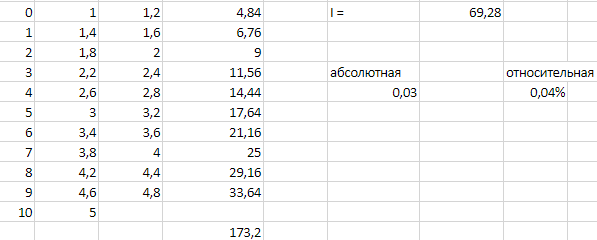 0 1 1,2 4,84 I = 69,28
1 1,4 1,6 6,76
2 1,8 2 9
3 2,2 2,4 11,56 абсолютная относительная
4 2,6 2,8 14,44 0,03 0,04%
5 3 3,2 17,64
6 3,4 3,6 21,16
7 3,8 4 25
8 4,2 4,4 29,16
9 4,6 4,8 33,64
10 5
173,2